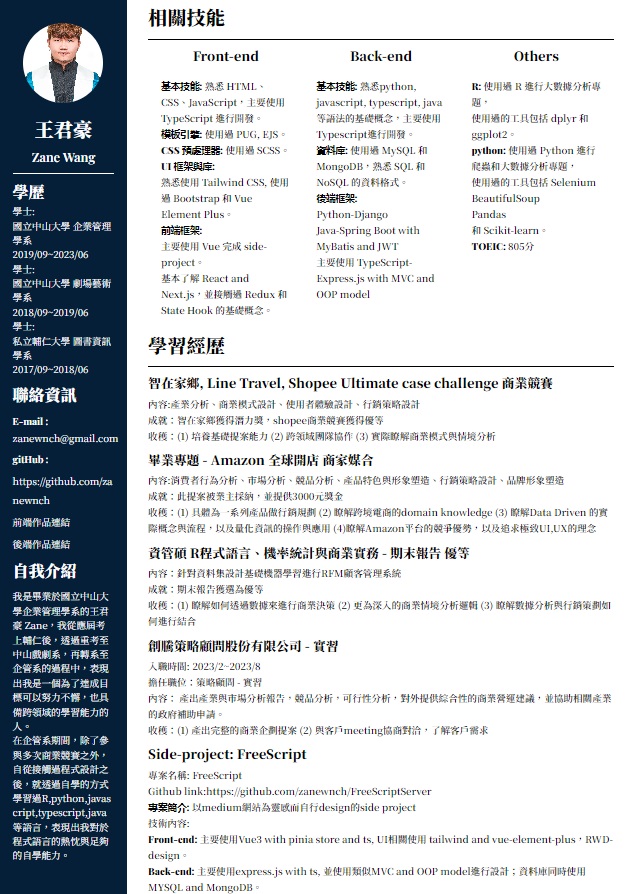 王君豪
Zane Wang
學歷
學士:
國立中山大學 企業管理
學系
2019/09~2023/06
學士:
國立中山大學 劇場藝術
學系
2018/09~2019/06
學士:
私立輔仁大學 圖書資訊
學系
2017/09~2018/06
聯絡資訊
E-mail :
zanewnch@gmail.com
gitHub :
https://github.com/za
newnch
前端作品連結
後端作品連結
自我介紹
我是畢業於國立中山大
學企業管理學系的王君
豪 Zane，我從應屆考
上輔仁後，透過重考至
中山戲劇系，再轉系至
企管系的過程中，表現
出我是一個為了達成目
標可以努力不懈，也具
備跨領域的學習能力的
人。
在企管系期間，除了參
與多次商業競賽之外，
自從接觸過程式設計之
後，就透過自學的方式
學習過R,python,javas
cript,typescript,java
等語言，表現出我對於
程式語言的熱忱與足夠
的自學能力。
相關技能
Front-end
基本技能: 熟悉 HTML、
CSS、JavaScript，主要使用
TypeScript 進行開發。
模板引擎: 使用過 PUG, EJS。
CSS 預處理器: 使用過 SCSS。
UI 框架與庫:
熟悉使用 Tailwind CSS, 使用
過 Bootstrap 和 Vue
Element Plus。
前端框架:
主要使用 Vue 完成 side-
project。
基本了解 React and
Next.js，並接觸過 Redux 和
State Hook 的基礎概念。
Back-end
基本技能: 熟悉python,
javascript, typescript, java
等語法的基礎概念，主要使用
Typescript進行開發。
資料庫: 使用過 MySQL 和
MongoDB，熟悉 SQL 和
NoSQL 的資料格式。
後端框架:
Python-Django
Java-Spring Boot with
MyBatis and JWT
主要使用 TypeScript-
Express.js with MVC and
OOP model
Others
R: 使用過 R 進行大數據分析專
題，
使用過的工具包括 dplyr 和
ggplot2。
python: 使用過 Python 進行
爬蟲和大數據分析專題，
使用過的工具包括 Selenium
BeautifulSoup
Pandas
和 Scikit-learn。
TOEIC: 805分
學習經歷
智在家鄉, Line Travel, Shopee Ultimate case challenge 商業競賽
內容:產業分析、商業模式設計、使用者體驗設計、行銷策略設計
成就：智在家鄉獲得潛力獎，shopee商業競賽獲得優等
收穫：(1) 培養基礎提案能力 (2) 跨領域團隊協作 (3) 實際瞭解商業模式與情境分析
畢業專題 - Amazon 全球開店 商家媒合
內容:消費者行為分析、市場分析、競品分析、產品特色與形象塑造、行銷策略設計、品牌形象塑造
成就：此提案被業主採納，並提供3000元獎金
收穫：(1) 具體為一系列產品做行銷規劃 (2) 瞭解跨境電商的domain knowledge (3) 瞭解Data Driven 的實
際概念與流程，以及量化資訊的操作與應用 (4)瞭解Amazon平台的競爭優勢，以及追求極致UI,UX的理念
資管碩 R程式語言、機率統計與商業實務 - 期末報告 優等
內容：針對資料集設計基礎機器學習進行RFM顧客管理系統
成就：期末報告獲選為優等
收穫：(1) 瞭解如何透過數據來進行商業決策 (2) 更為深入的商業情境分析邏輯 (3) 瞭解數據分析與行銷策劃如
何進行結合
創騰策略顧問股份有限公司 - 實習
入職時間: 2023/2~2023/8
擔任職位：策略顧問 - 實習
內容： 產出產業與市場分析報告，競品分析，可行性分析，對外提供綜合性的商業營運建議，並協助相關產業
的政府補助申請。
收穫：(1) 產出完整的商業企劃提案 (2) 與客戶meeting協商對洽，了解客戶需求
Side-project: FreeScript
專案名稱: FreeScript
Github link:https://github.com/zanewnch/FreeScriptServer
專案簡介: 以medium網站為靈感而自行design的side project
技術內容:
Front-end: 主要使用Vue3 with pinia store and ts, UI相關使用 tailwind and vue-element-plus，RWD-
design。
Back-end: 主要使用express.js with ts, 並使用類似MVC and OOP model進行設計；資料庫同時使用
MYSQL and MongoDB。